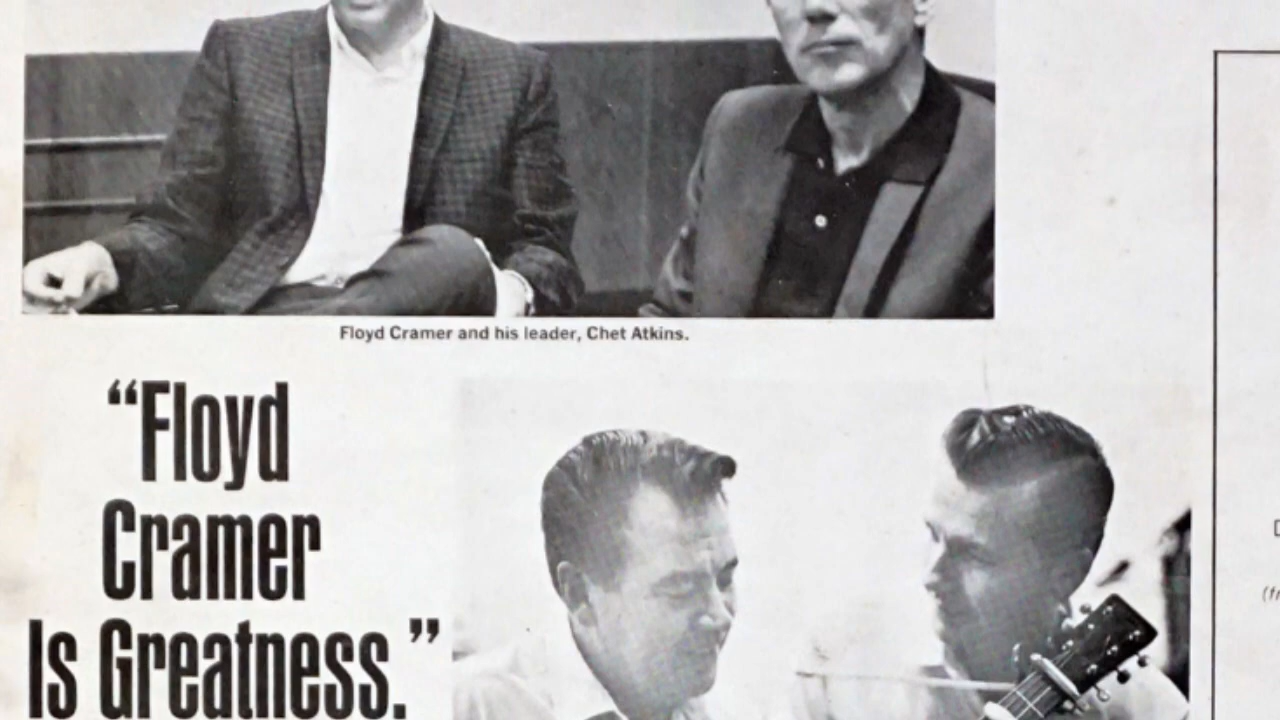 Floyd Cramer and his leader, Chet Atkins.
“Floyd
Cramer
Is Greatness.”